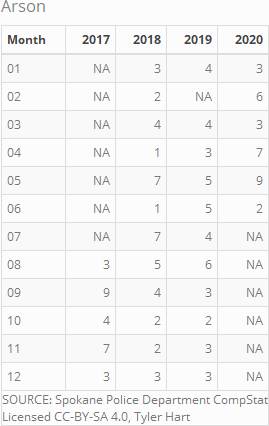 Arson
Month 2017 2018 2019 2020
01 NA 3 4 3
02 NA 2 NA 6
03 NA 4 4 3
04 NA 1 3 7
05 NA 7 5 9
06 NA 1 5 2
07 NA 7 4 NA
08 3 5 6 NA
09 9 4 3 NA
10 4 2 2 NA
11 7 2 3 NA
12 3 3 3 NA
SOURCE: Spokane Police Department CompStat
Licensed CC-BY-SA 4.0, Tyler Hart